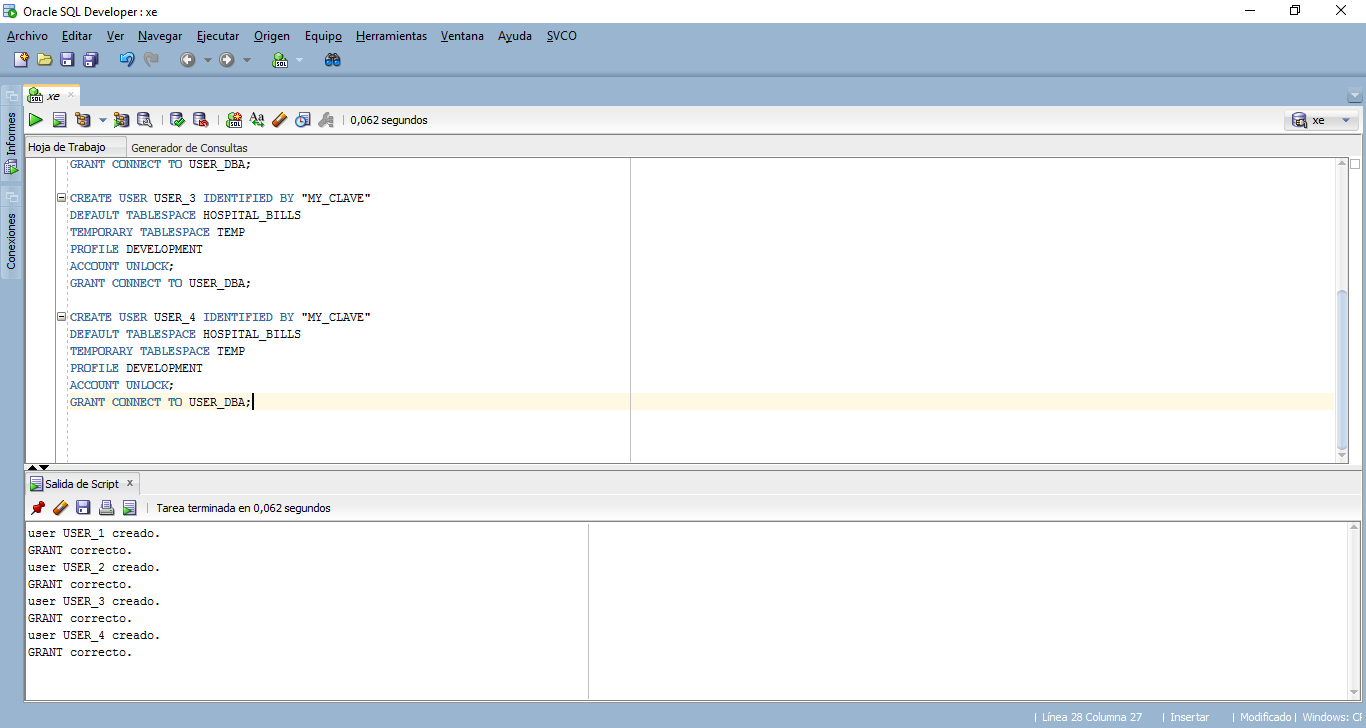 Oracle SQL Developer : xe
Archivo Editar Ver Navegar Ejecutar Origen Equipo Herramientas Ventana Ayuda SVCO
xe
0,062 segundos
xe
Hoja de Trabajo Generador de Consultas
Informes
Conexiones
GRANT CONNECT TO USER_DBA;
CREATE USER USER_3 IDENTIFIED BY "MY_CLAVE"
DEFAULT TABLESPACE HOSPITAL_BILLS
TEMPORARY TABLESPACE TEMP
PROFILE DEVELOPMENT
ACCOUNT UNLOCK;
GRANT CONNECT TO USER_DBA;
CREATE USER USER_4 IDENTIFIED BY "MY_CLAVE"
DEFAULT TABLESPACE HOSPITAL_BILLS
TEMPORARY TABLESPACE TEMP
PROFILE DEVELOPMENT
ACCOUNT UNLOCK;
GRANT CONNECT TO USER_DBA;
Salida de Script
Tarea terminada en 0,062 segundos
user USER_1 creado.
GRANT correcto.
user USER_2 creado.
GRANT correcto.
user USER_3 creado.
GRANT correcto.
user USER_4 creado.
GRANT correcto.
Línea 28 Columna 27 | Insertar | Modificado | Windows: